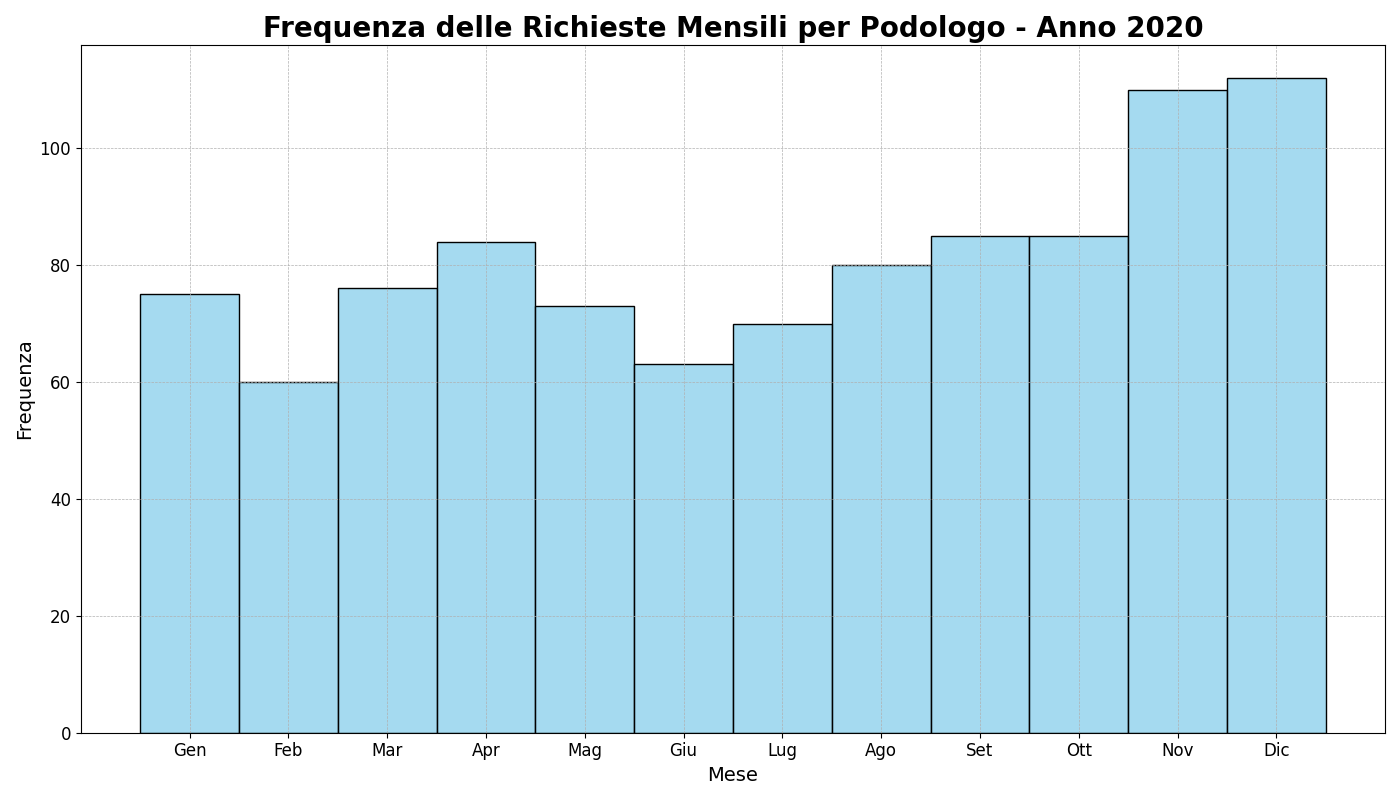 Frequenza delle Richieste Mensili per Podologo - Anno 2020
Frequenza
100
80
60
40
20
0
Gen Feb Mar Apr Mag Giu Lug Ago Set Ott Nov Dic
Mese